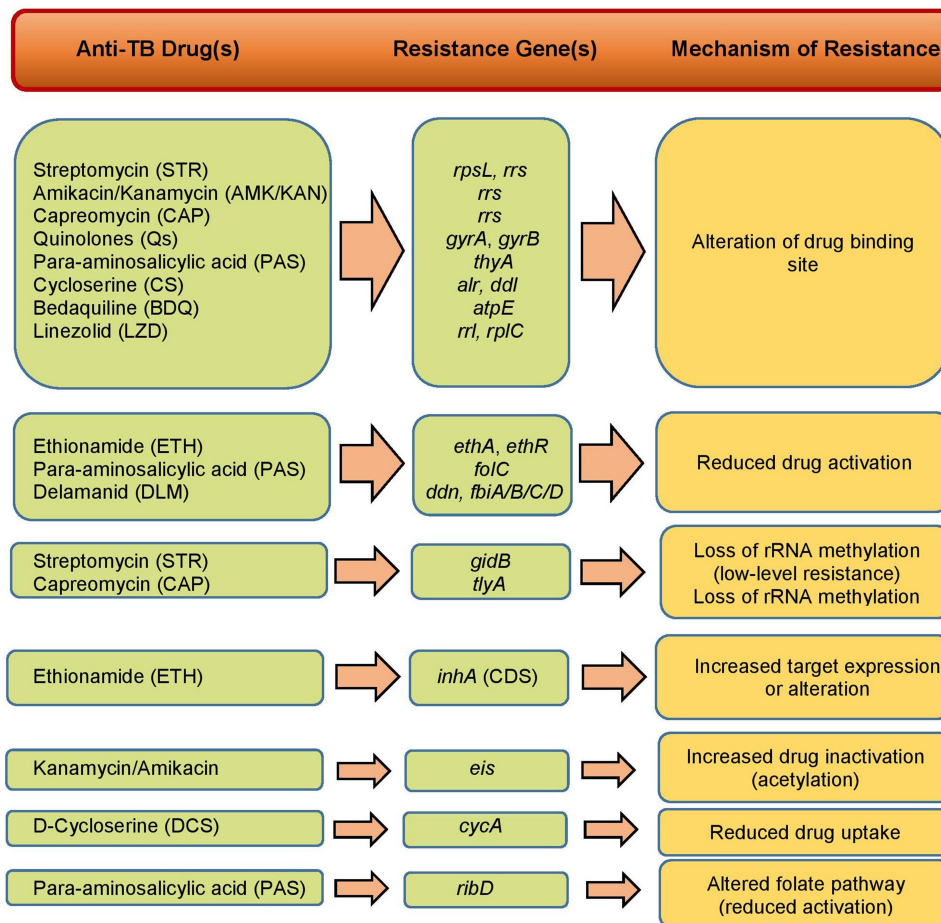 Anti-TB Drug(s) Resistance Gene(s) Mechanism of Resistance
Streptomycin (STR) rpsL, rrs
Amikacin/Kanamycin (AMK/KAN) rrs
Capreomycin (CAP) rrs
Quinolones (Qs) gyrA, gyrB
Para-aminosalicylic acid (PAS) thyA
Cycloserine (CS) alr, ddl
Bedaquiline (BDQ) atpE
Linezolid (LZD) rrl, rplC
Alteration of drug binding
site
Ethionamide (ETH) ethA, ethR
Para-aminosalicylic acid (PAS) folC
Delamanid (DLM) ddn, fbiA/B/C/D
Reduced drug activation
Streptomycin (STR) gidB
Capreomycin (CAP) tlyA
Loss of rRNA methylation
(low-level resistance)
Loss of rRNA methylation
Ethionamide (ETH) inhA (CDS)
Increased target expression
or alteration
Kanamycin/Amikacin eis
Increased drug inactivation
(acetylation)
D-Cycloserine (DCS) cycA Reduced drug uptake
Para-aminosalicylic acid (PAS) ribD
Altered folate pathway
(reduced activation)